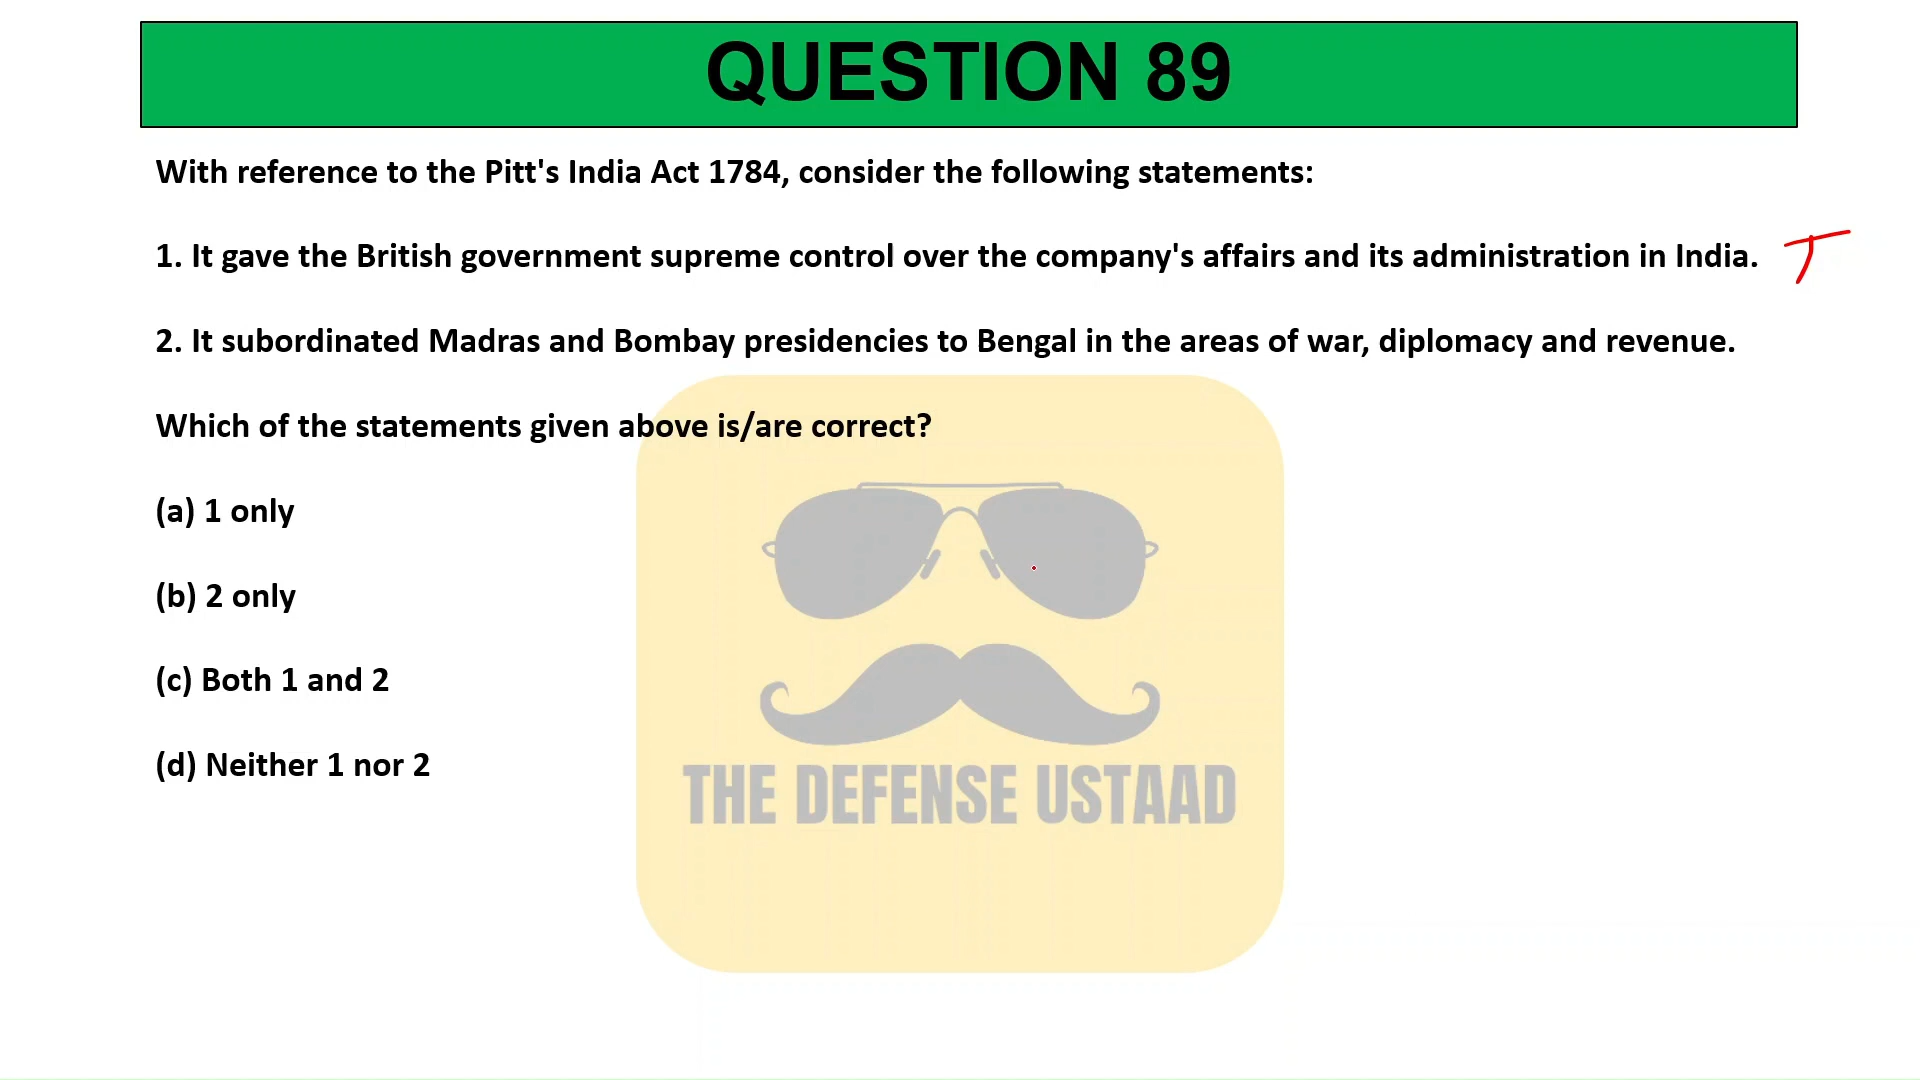 QUESTION 89
With reference to the Pitt's India Act 1784, consider the following statements:
1. It gave the British government supreme control over the company's affairs and its administration in India. T
2. It subordinated Madras and Bombay presidencies to Bengal in the areas of war, diplomacy and revenue.
Which of the statements given above is/are correct?
(a) 1 only
(b) 2 only
(c) Both 1 and 2
(d) Neither 1 nor 2
THE DEFENSE USTAAD